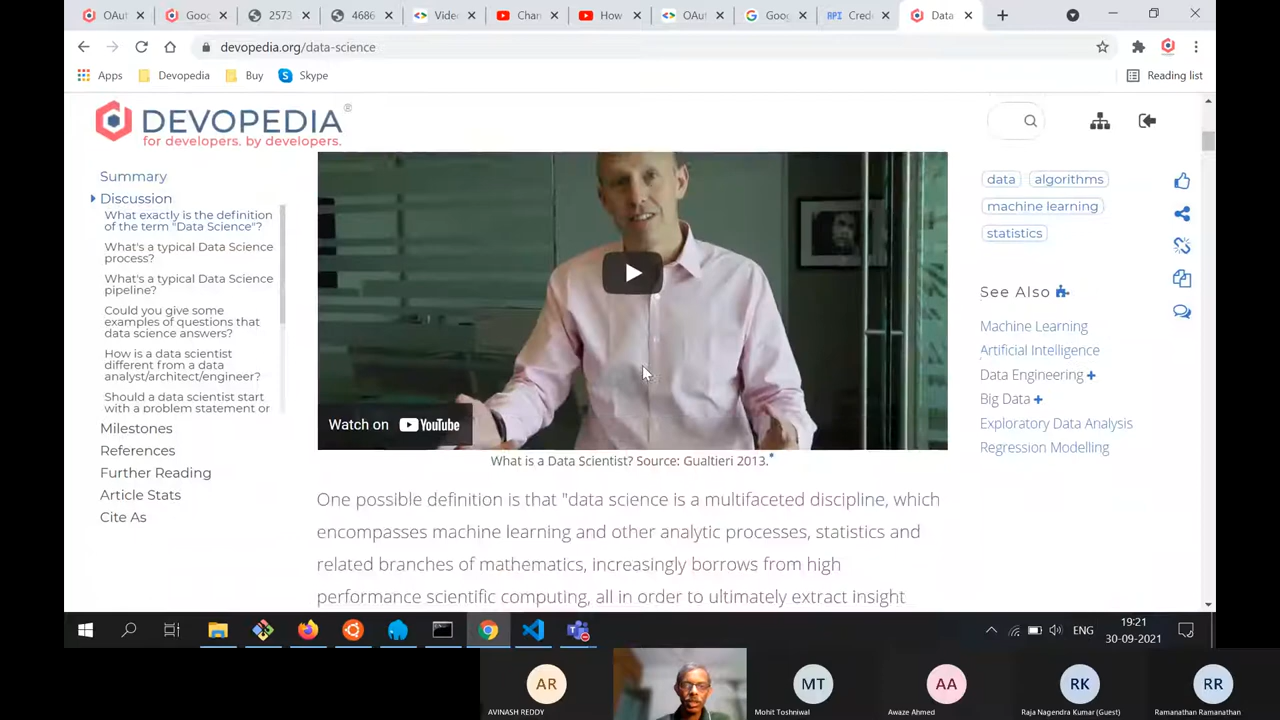 OAut
Goog
2573
4686
Videc
Chan
How
OAut
Goog
RPI Crede
Data
devopedia.org/data-science
Apps
Devopedia
Buy
Skype
Reading list
DEVOPEDIA®
for developers. by developers.
Summary
Discussion
What exactly is the definition
of the term "Data Science"?
What's a typical Data Science
process?
What's a typical Data Science
pipeline?
Could you give some
examples of questions that
data science answers?
How is a data scientist
different from a data
analyst/architect/engineer?
Should a data scientist start
with a problem statement or
Milestones
References
Further Reading
Article Stats
Cite As
Watch on YouTube
What is a Data Scientist? Source: Gualtieri 2013.*
One possible definition is that "data science is a multifaceted discipline, which
encompasses machine learning and other analytic processes, statistics and
related branches of mathematics, increasingly borrows from high
performance scientific computing, all in order to ultimately extract insight
data
algorithms
machine learning
statistics
See Also
Machine Learning
Artificial Intelligence
Data Engineering +
Big Data +
Exploratory Data Analysis
Regression Modelling
ENG
19:21
30-09-2021
AR
AVINASH REDDY
MT
Mohit Toshniwal
AA
Awaze Ahmed
RK
Raja Nagendra Kumar (Guest)
RR
Ramanathan Ramanathan